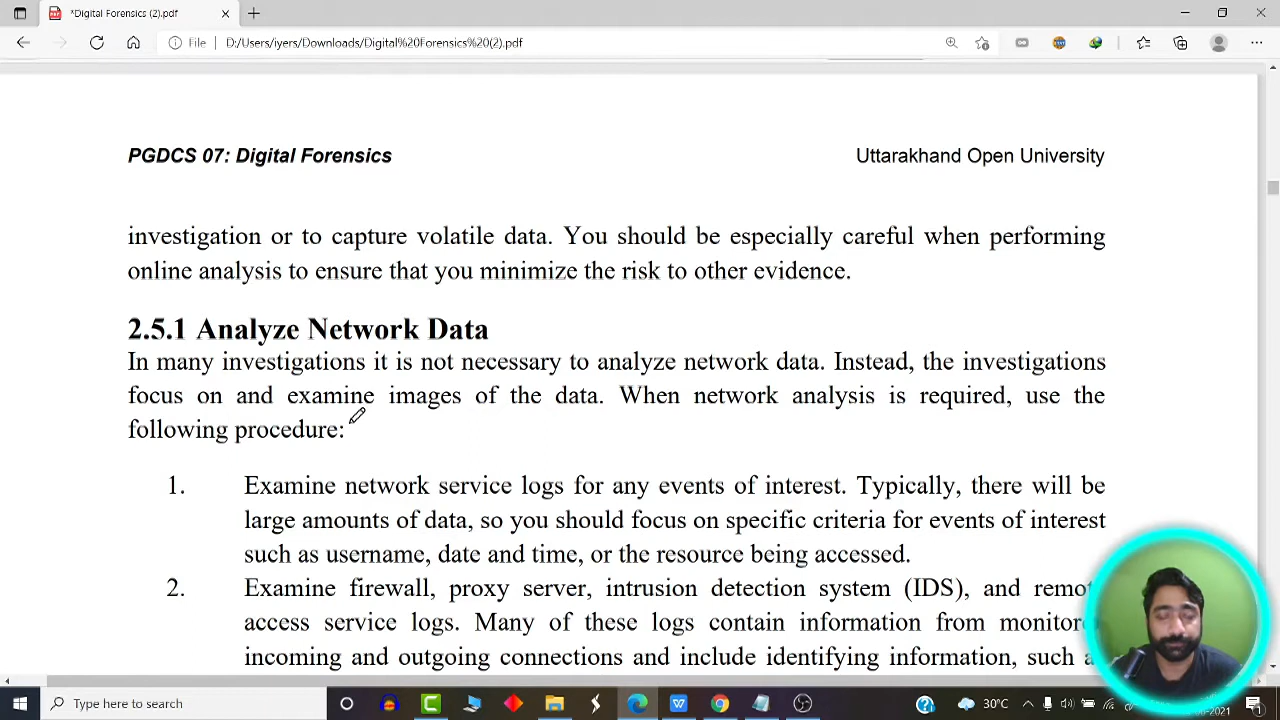 *Digital Forensics (2).pdf
File
D:/Users/iyers/Downloads/Digital%20Forensics%20(2).pdf
PGDCS 07: Digital Forensics
Uttarakhand Open University
investigation or to capture volatile data. You should be especially careful when performing
online analysis to ensure that you minimize the risk to other evidence.
2.5.1 Analyze Network Data
In many investigations it is not necessary to analyze network data. Instead, the investigations
focus on and examine images of the data. When network analysis is required, use the
following procedure:
1. Examine network service logs for any events of interest. Typically, there will be
large amounts of data, so you should focus on specific criteria for events of interest
such as username, date and time, or the resource being accessed.
2. Examine firewall, proxy server, intrusion detection system (IDS), and
access service logs. Many of these logs contain information from
incoming and outgoing connections and include identifying information, such
Type here to search
30°C